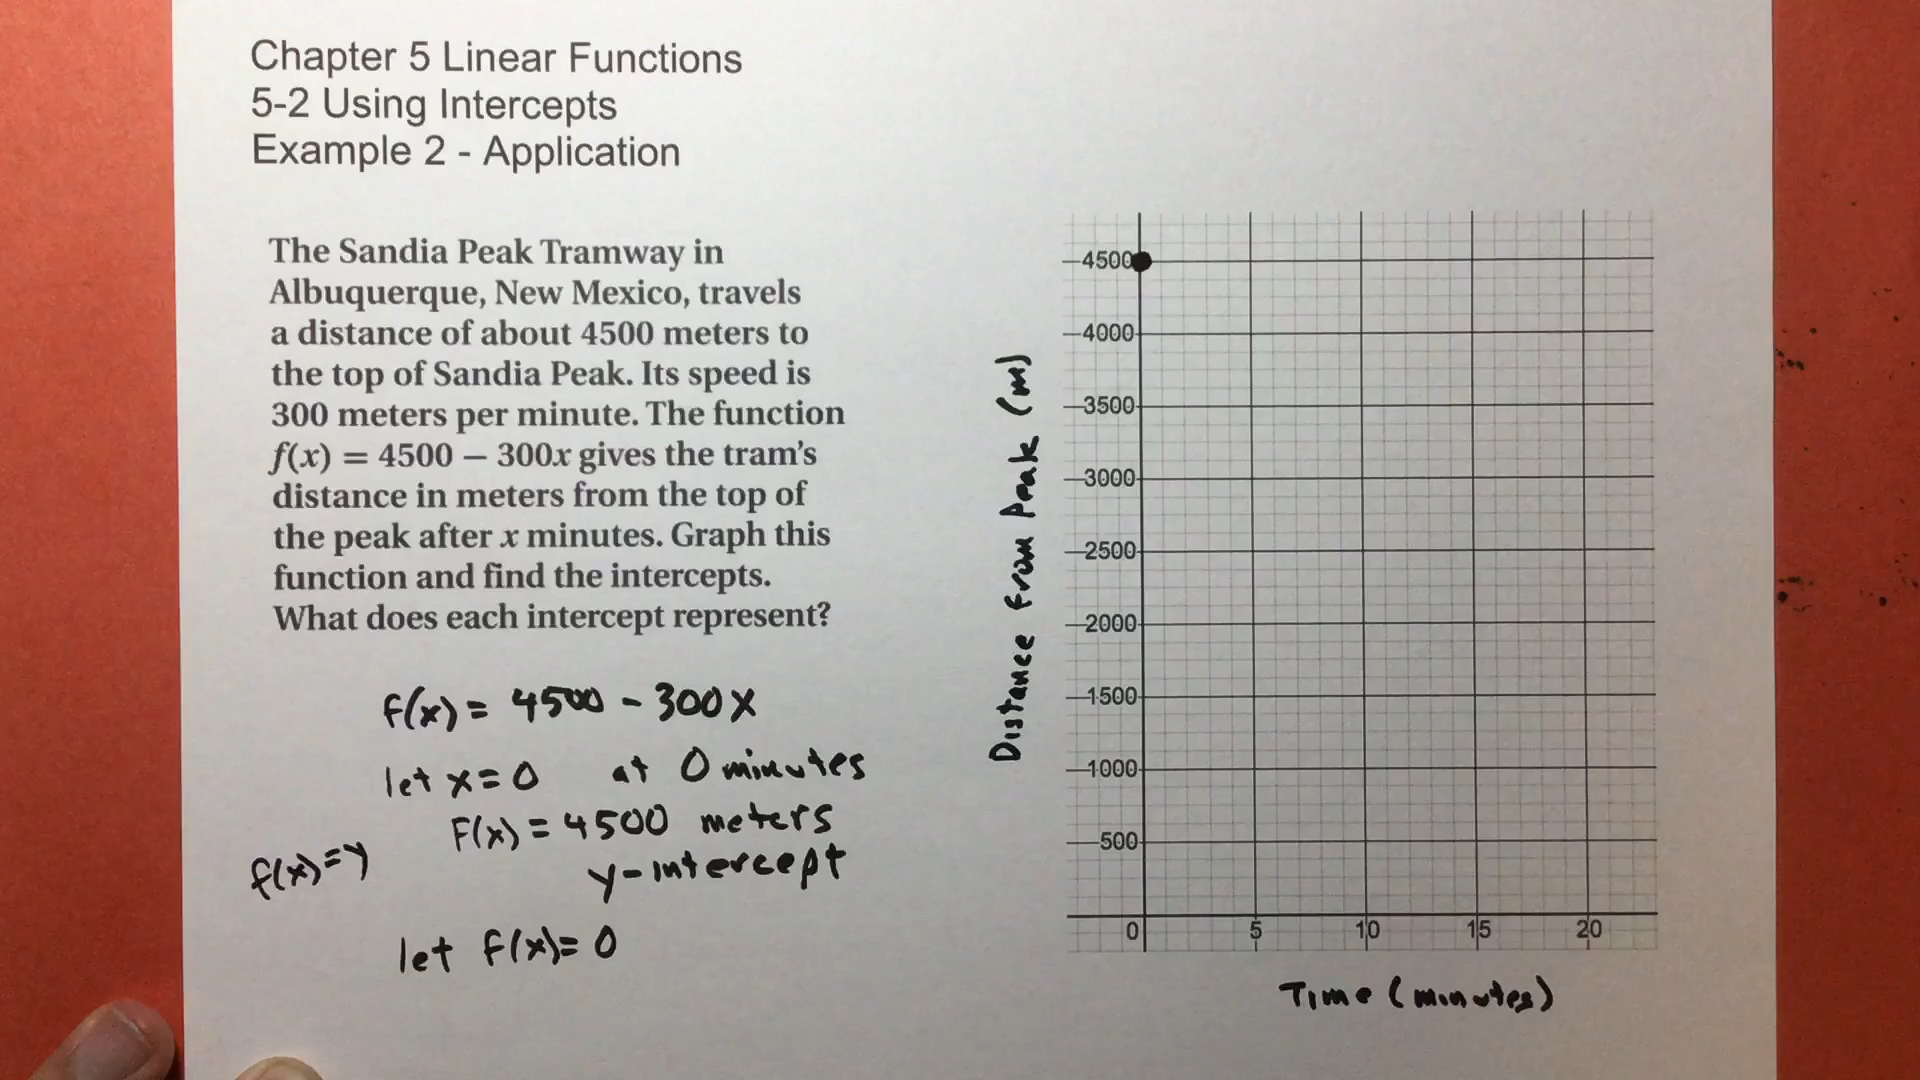 Chapter 5 Linear Functions
5-2 Using Intercepts
Example 2 - Application
The Sandia Peak Tramway in
Albuquerque, New Mexico, travels
a distance of about 4500 meters to
the top of Sandia Peak. Its speed is
300 meters per minute. The function
f(x) = 4500 – 300x gives the tram's
distance in meters from the top of
the peak after x minutes. Graph this
function and find the intercepts.
What does each intercept represent?
f(x) = 4500 - 300x
let x = 0 at 0 minutes
F(x) = 4500 meters
f(x) = y
y-intercept
let f(x) = 0
Distance from Peak (m)
4500
4000
3500
3000
2500
2000
1500
1000
500
0 5 10 15 20
Time (minutes)